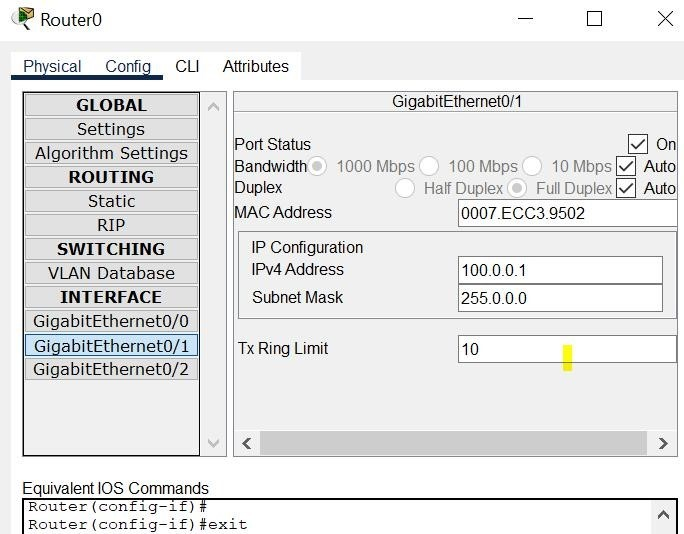 Router0
Physical Config CLI Attributes
GLOBAL
Settings
Algorithm Settings
ROUTING
Static
RIP
SWITCHING
VLAN Database
INTERFACE
GigabitEthernet0/0
GigabitEthernet0/1
GigabitEthernet0/2
GigabitEthernet0/1
Port Status On
Bandwidth 1000 Mbps 100 Mbps 10 Mbps Auto
Duplex Half Duplex Full Duplex Auto
MAC Address 0007.ECC3.9502
IP Configuration
IPv4 Address 100.0.0.1
Subnet Mask 255.0.0.0
Tx Ring Limit 10
Equivalent IOS Commands
Router(config-if)#
Router(config-if)#exit